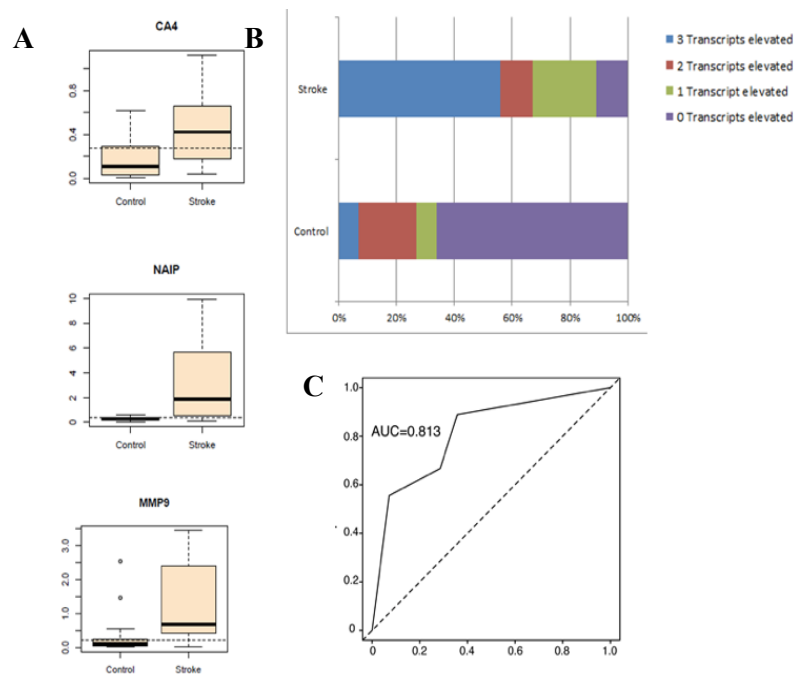 A
CA4
0.8
0.4
0.0
Control Stroke
NAIP
10
8
6
4
2
0
Control Stroke
MMP9
3.0
2.0
1.0
0.0
Control Stroke
B
Stroke
Control
0% 20% 40% 60% 80% 100%
3 Transcripts elevated
2 Transcripts elevated
1 Transcript elevated
0 Transcripts elevated
C
1.0
0.8
0.6
0.4
0.2
0
AUC=0.813
0 0.2 0.4 0.6 0.8 1.0